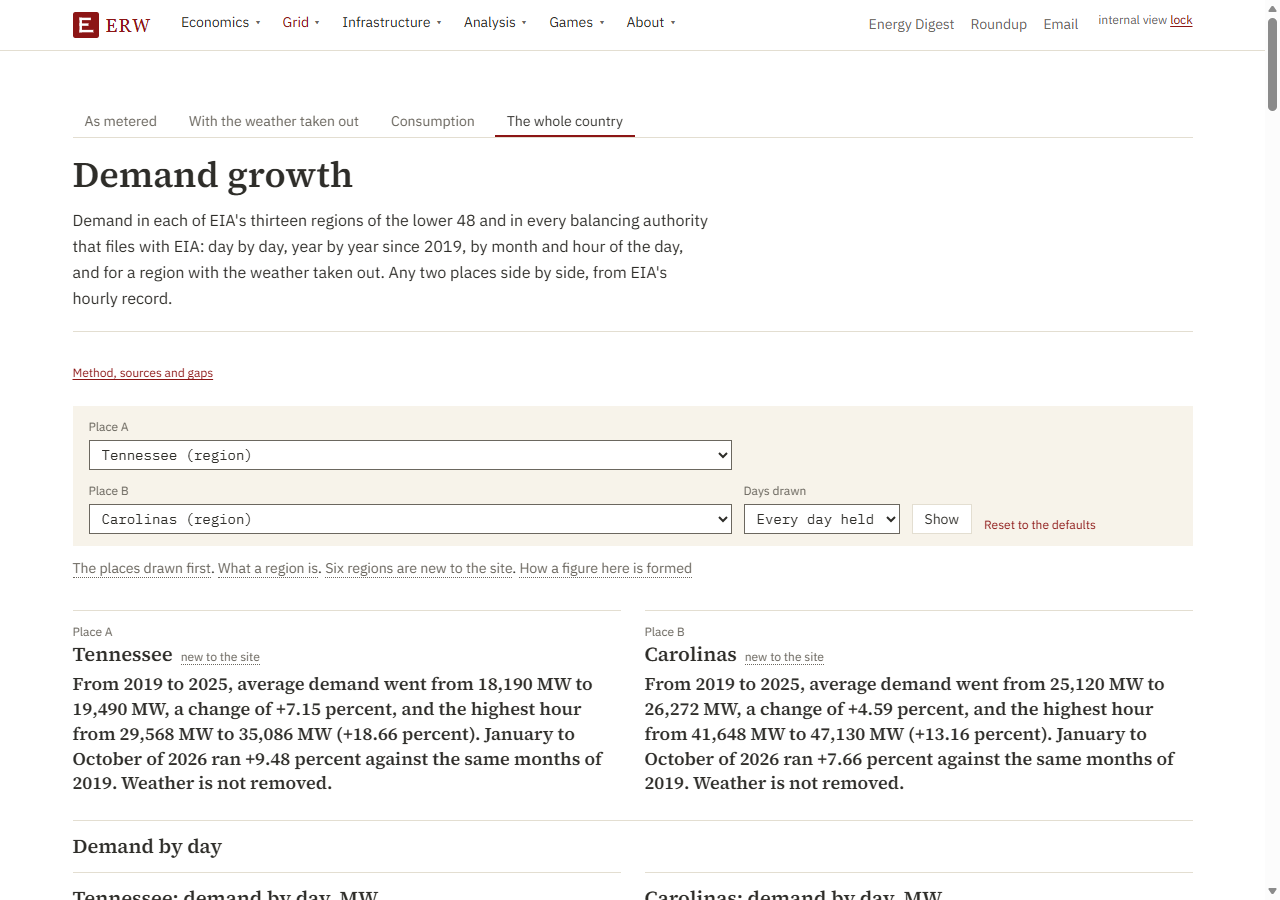 E ERW Economics Grid Infrastructure Analysis Games About Energy Digest Roundup Email internal view lock
As metered With the weather taken out Consumption The whole country
Demand growth
Demand in each of EIA's thirteen regions of the lower 48 and in every balancing authority
that files with EIA: day by day, year by year since 2019, by month and hour of the day,
and for a region with the weather taken out. Any two places side by side, from EIA's
hourly record.
Method, sources and gaps
Place A
Tennessee (region)
Place B
Carolinas (region)
Days drawn
Every day held
Show
Reset to the defaults
The places drawn first. What a region is. Six regions are new to the site. How a figure here is formed
Place A
Tennessee new to the site
From 2019 to 2025, average demand went from 18,190 MW to
19,490 MW, a change of +7.15 percent, and the highest hour
from 29,568 MW to 35,086 MW (+18.66 percent). January to
October of 2026 ran +9.48 percent against the same months of
2019. Weather is not removed.
Place B
Carolinas new to the site
From 2019 to 2025, average demand went from 25,120 MW to
26,272 MW, a change of +4.59 percent, and the highest hour
from 41,648 MW to 47,130 MW (+13.16 percent). January to
October of 2026 ran +7.66 percent against the same months of
2019. Weather is not removed.
Demand by day
Tennessee: demand by day, MW
Carolinas: demand by day, MW